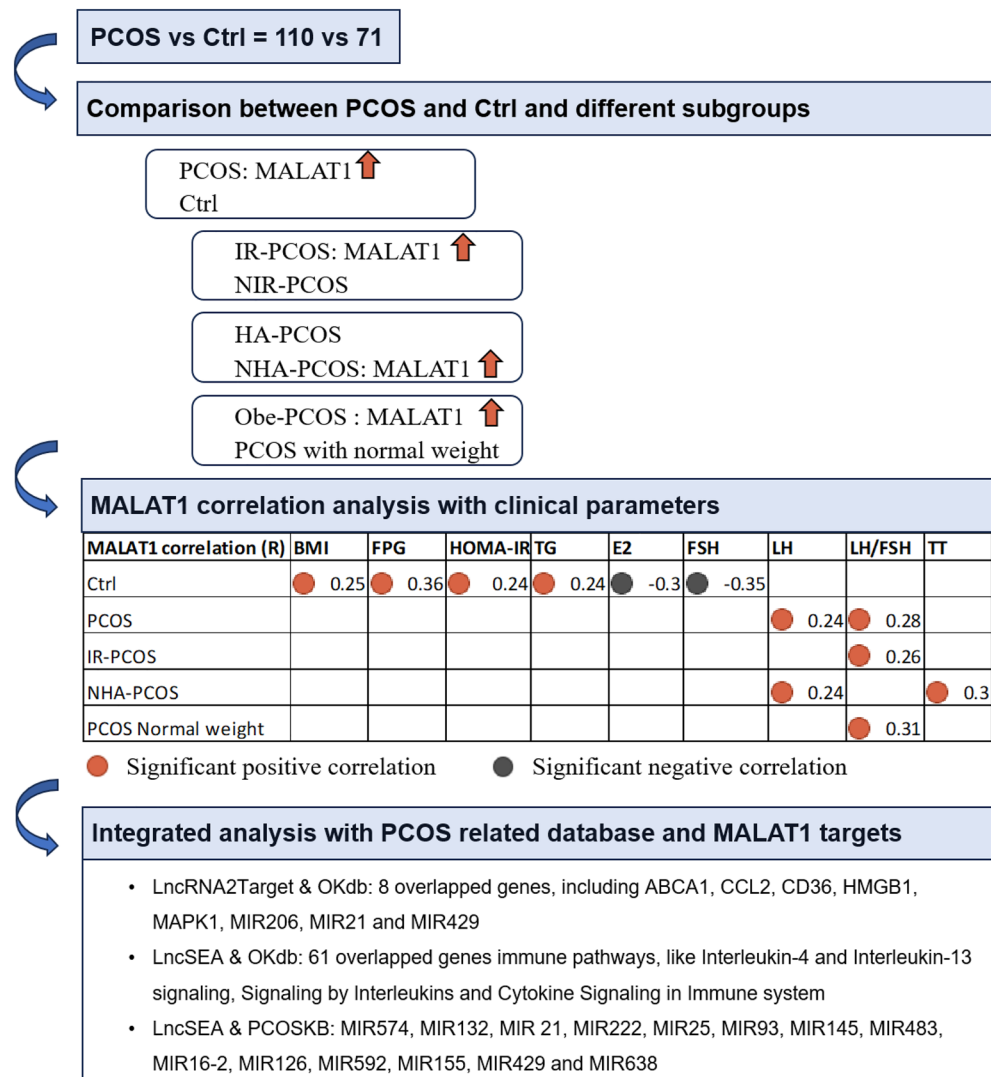 PCOS vs Ctrl = 110 vs 71
Comparison between PCOS and Ctrl and different subgroups
PCOS: MALAT1
Ctrl
IR-PCOS: MALAT1
NIR-PCOS
HA-PCOS
NHA-PCOS: MALAT1
Obe-PCOS : MALAT1
PCOS with normal weight
MALAT1 correlation analysis with clinical parameters
MALAT1 correlation (R) BMI FPG HOMA-IR TG E2 FSH LH LH/FSH TT
Ctrl 0.25 0.36 0.24 0.24 -0.3 -0.35
PCOS 0.24 0.28
IR-PCOS 0.26
NHA-PCOS 0.24 0.3
PCOS Normal weight 0.31
Significant positive correlation Significant negative correlation
Integrated analysis with PCOS related database and MALAT1 targets
• LncRNA2Target & OKdb: 8 overlapped genes, including ABCA1, CCL2, CD36, HMGB1,
MAPK1, MIR206, MIR21 and MIR429
• LncSEA & OKdb: 61 overlapped genes immune pathways, like Interleukin-4 and Interleukin-13
signaling, Signaling by Interleukins and Cytokine Signaling in Immune system
• LncSEA & PCOSKB: MIR574, MIR132, MIR 21, MIR222, MIR25, MIR93, MIR145, MIR483,
MIR16-2, MIR126, MIR592, MIR155, MIR429 and MIR638